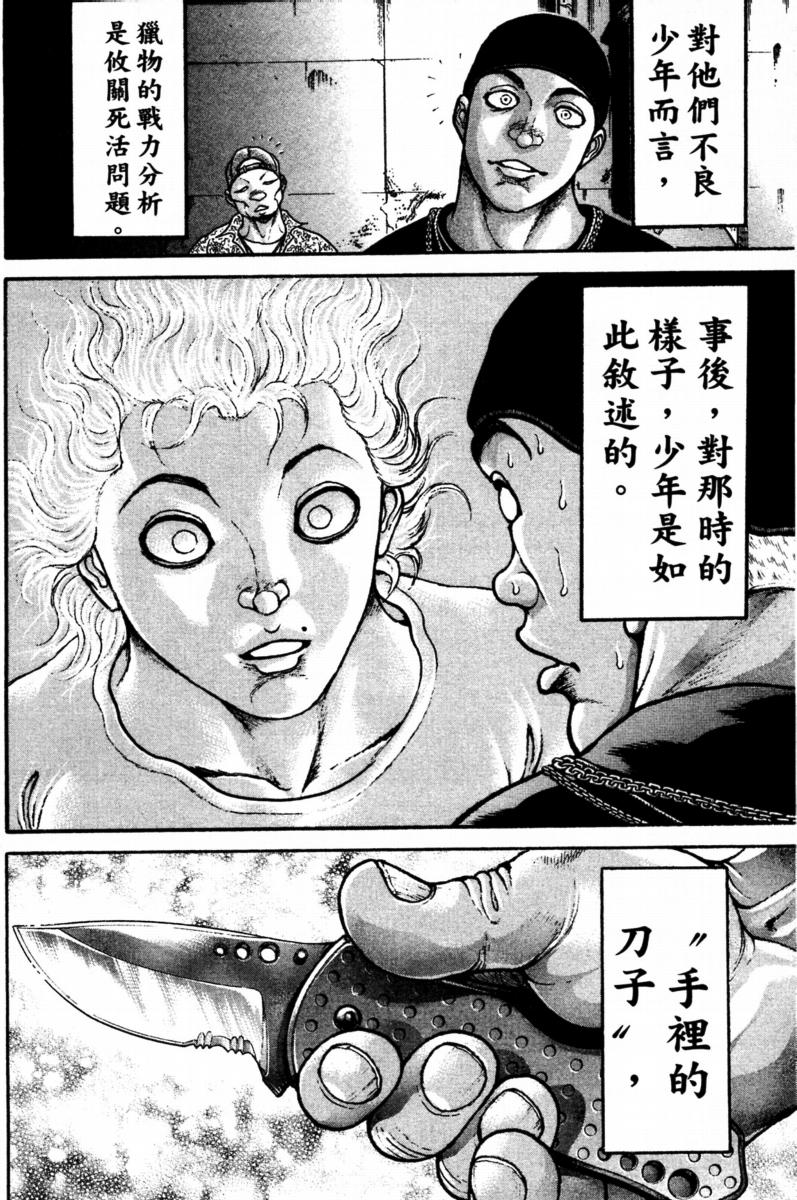 對他們不良
少年而言，
獵物的戰力分析
是攸關死活問題。
事後，對那時的
樣子，少年是如
此敘述的。
〝手裡的
刀子〞，